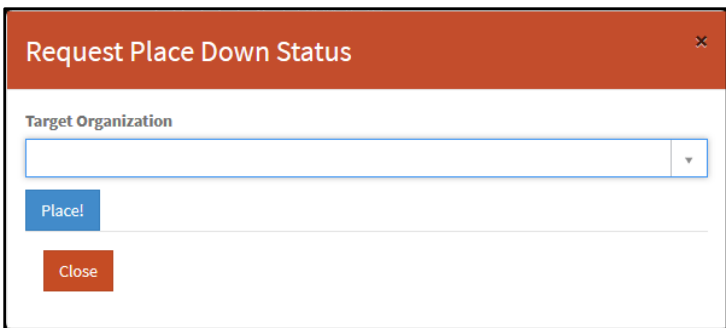 Request Place Down Status
×
Target Organization
Place!
Close